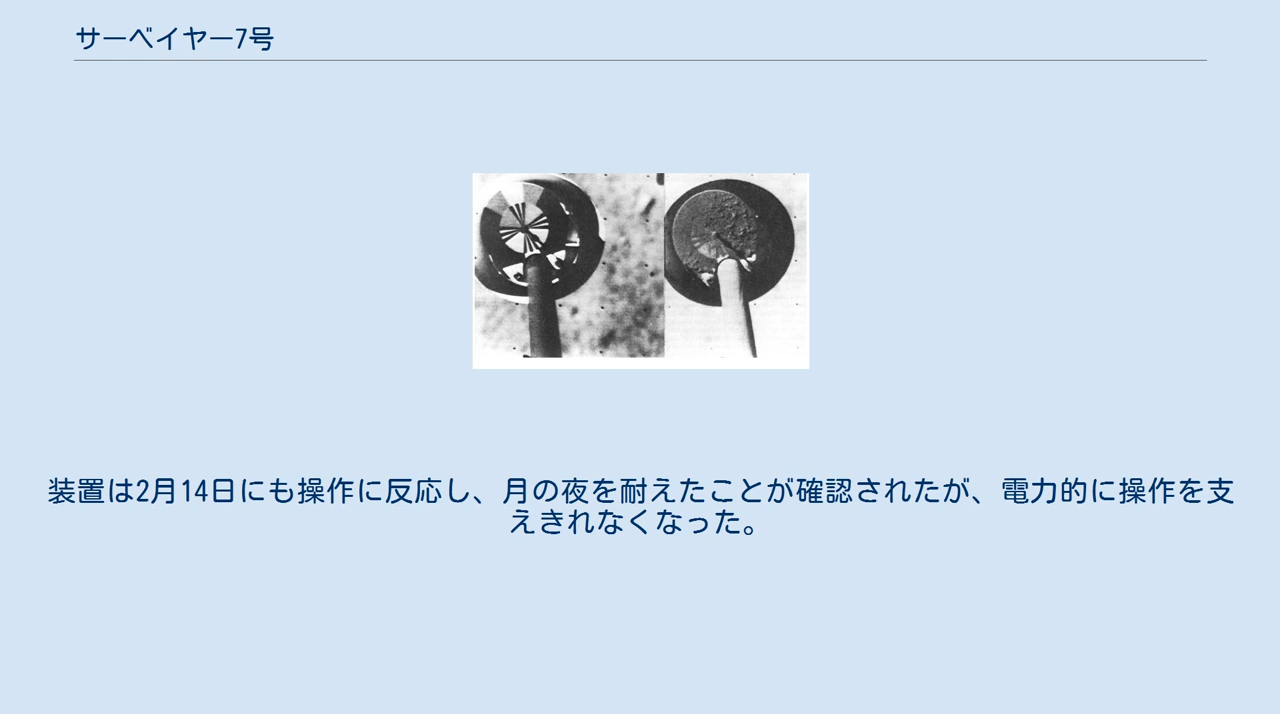 サーベイヤー7号
装置は2月14日にも操作に反応し、月の夜を耐えたことが確認されたが、電力的に操作を支
えきれなくなった。